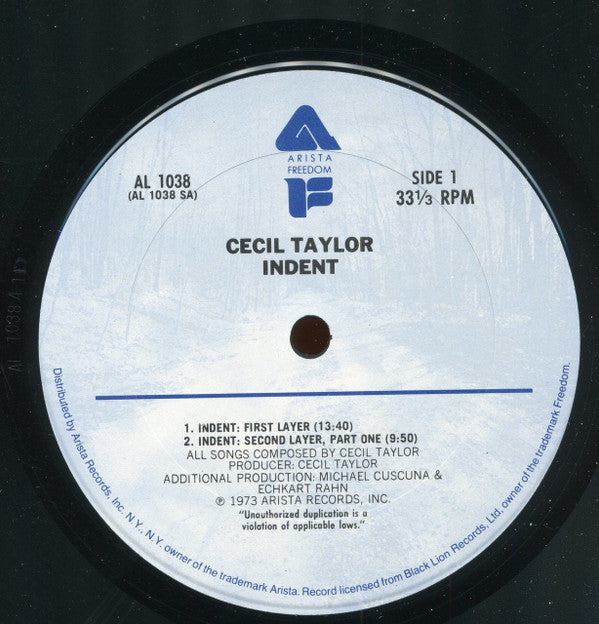 ARISTA
FREEDOM
AL 1038
(AL 1038 SA)
SIDE 1
33⅓ RPM
CECIL TAYLOR
INDENT
1. INDENT: FIRST LAYER (13:40)
2. INDENT: SECOND LAYER, PART ONE (9:50)
ALL SONGS COMPOSED BY CECIL TAYLOR
PRODUCER: CECIL TAYLOR
ADDITIONAL PRODUCTION: MICHAEL CUSCUNA &
ECHKART RAHN
℗ 1973 ARISTA RECORDS, INC.
"Unauthorized duplication is a
violation of applicable laws."
Distributed by Arista Records, Inc. N.Y., N.Y. owner of the trademark Arista. Record licensed from Black Lion Records, Ltd, owner of the trademark Freedom.